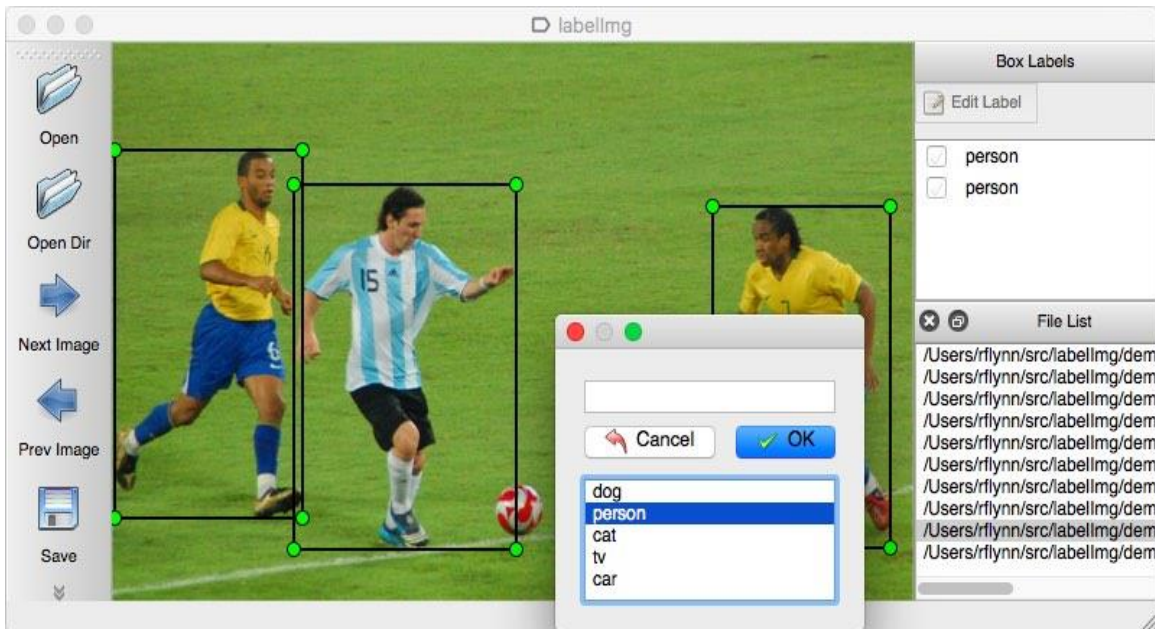 labelImg
Open
Open Dir
Next Image
Prev Image
Save
6
6
15
7
Cancel
OK
dog
person
cat
tv
car
Box Labels
Edit Label
person
person
File List
/Users/rflynn/src/labelImg/dem
/Users/rflynn/src/labelImg/dem
/Users/rflynn/src/labelImg/dem
/Users/rflynn/src/labelImg/dem
/Users/rflynn/src/labelImg/dem
/Users/rflynn/src/labelImg/dem
/Users/rflynn/src/labelImg/dem
/Users/rflynn/src/labelImg/dem
/Users/rflynn/src/labelImg/dem
/Users/rflynn/src/labelImg/dem